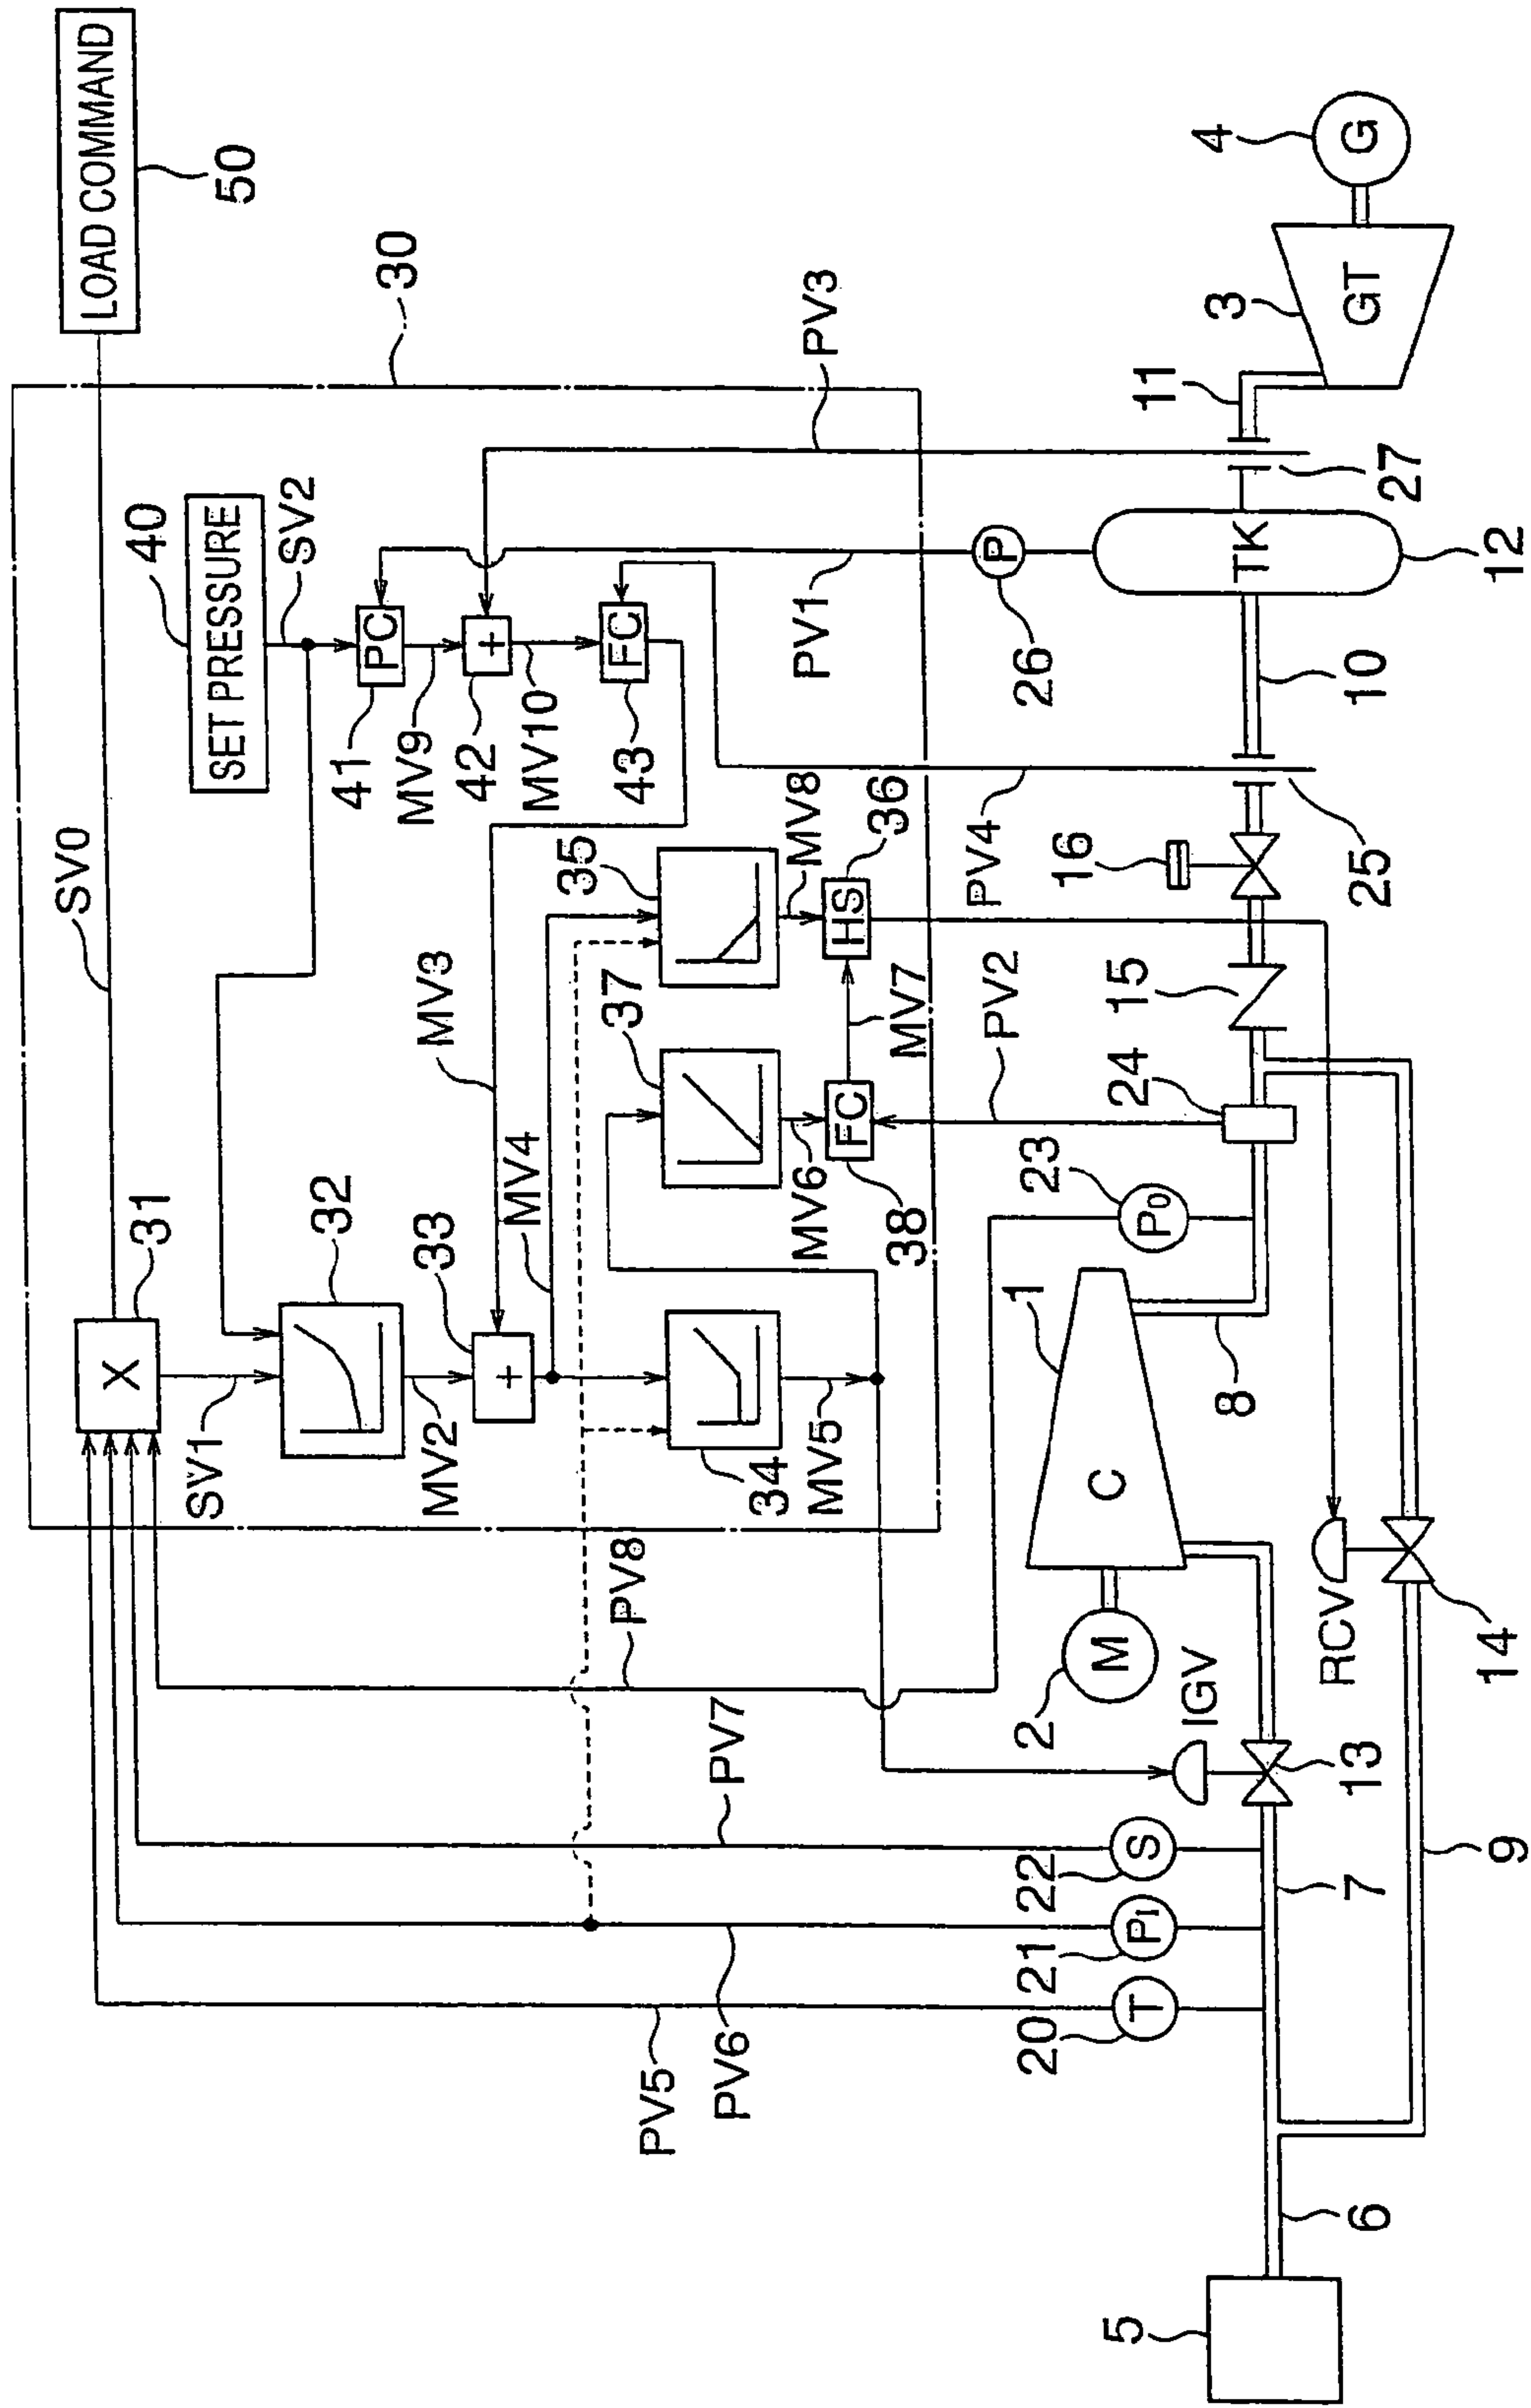 LOAD COMMAND
50
SV0
30
31
X
40
SET PRESSURE
SV2
SV1
32
PC
41
MV9
PV3
MV2
33
+
MV3
42
+
MV10
MV4
FC
43
35
37
34
MV5
MV8
36
HS
MV7
MV6
FC
38
PV8
PV7
PV6
PV5
PV4
PV2
PV1
26
P
4
G
3
GT
11
27
TK
12
10
16
25
15
24
23
P0
1
C
8
2
M
IGV
13
RCV
14
22
S
21
PI
20
T
7
9
6
5